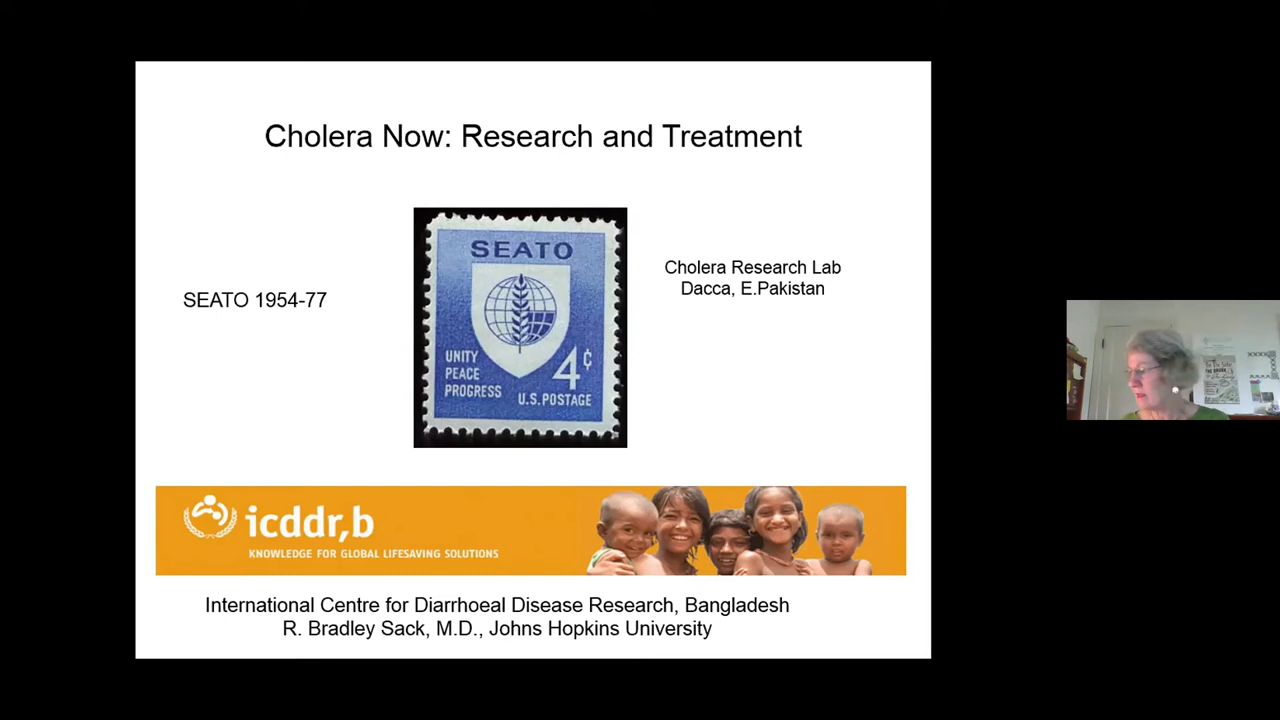 Cholera Now: Research and Treatment
SEATO 1954-77
SEATO
UNITY
PEACE
PROGRESS
4¢
U.S. POSTAGE
Cholera Research Lab
Dacca, E.Pakistan
icddr,b
KNOWLEDGE FOR GLOBAL LIFESAVING SOLUTIONS
International Centre for Diarrhoeal Disease Research, Bangladesh
R. Bradley Sack, M.D., Johns Hopkins University